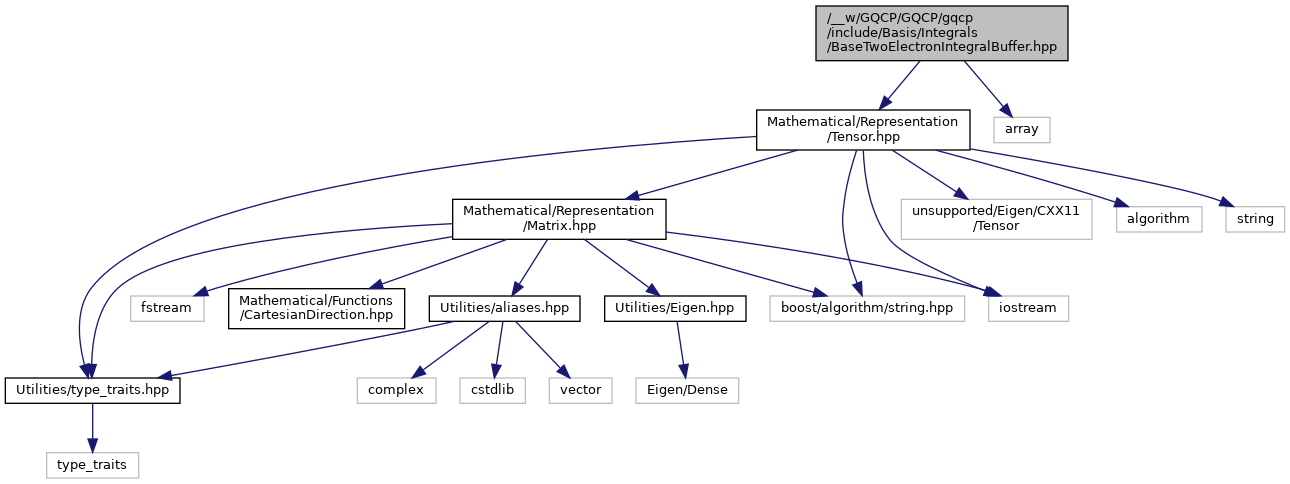 /__w/GQCP/GQCP/gqcp
/include/Basis/Integrals
/BaseTwoElectronIntegralBuffer.hpp
Mathematical/Representation
/Tensor.hpp
array
Mathematical/Representation
/Matrix.hpp
unsupported/Eigen/CXX11
/Tensor
algorithm
string
fstream
Mathematical/Functions
/CartesianDirection.hpp
Utilities/aliases.hpp
Utilities/Eigen.hpp
boost/algorithm/string.hpp
iostream
Utilities/type_traits.hpp
complex
cstdlib
vector
Eigen/Dense
type_traits